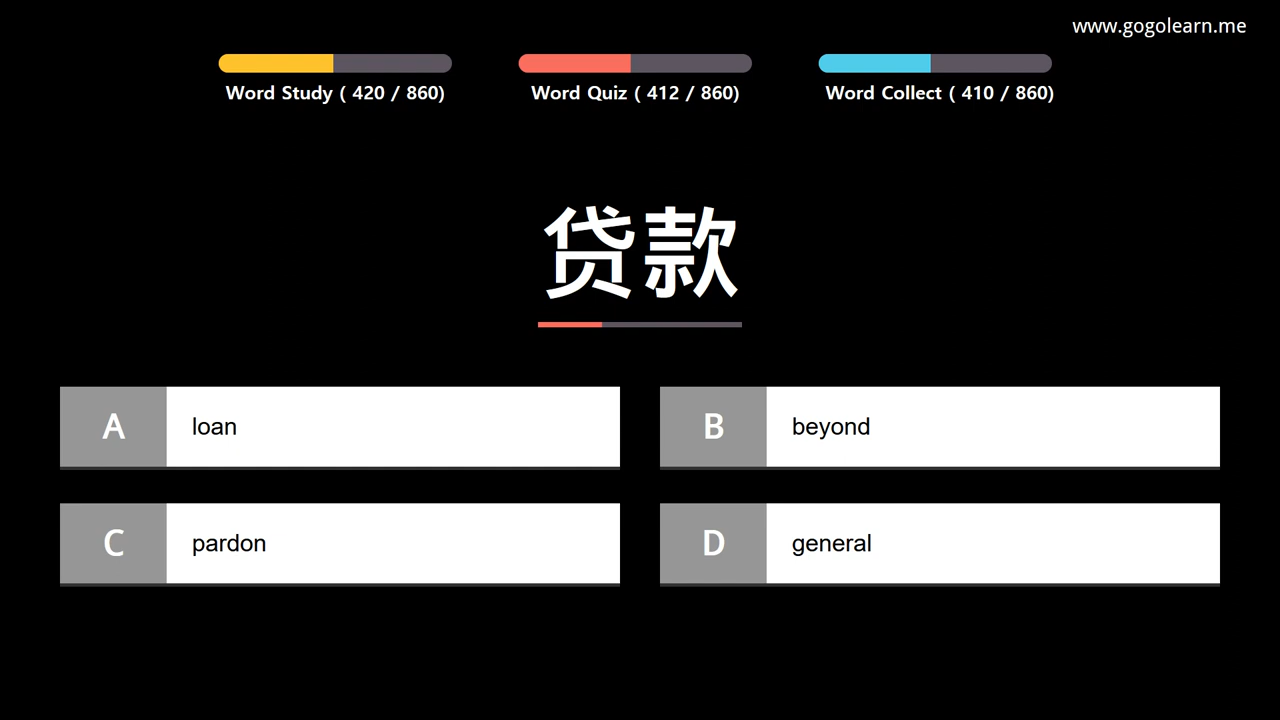 www.gogolearn.me
Word Study ( 420 / 860)
Word Quiz ( 412 / 860)
Word Collect ( 410 / 860)
贷款
A loan
B beyond
C pardon
D general